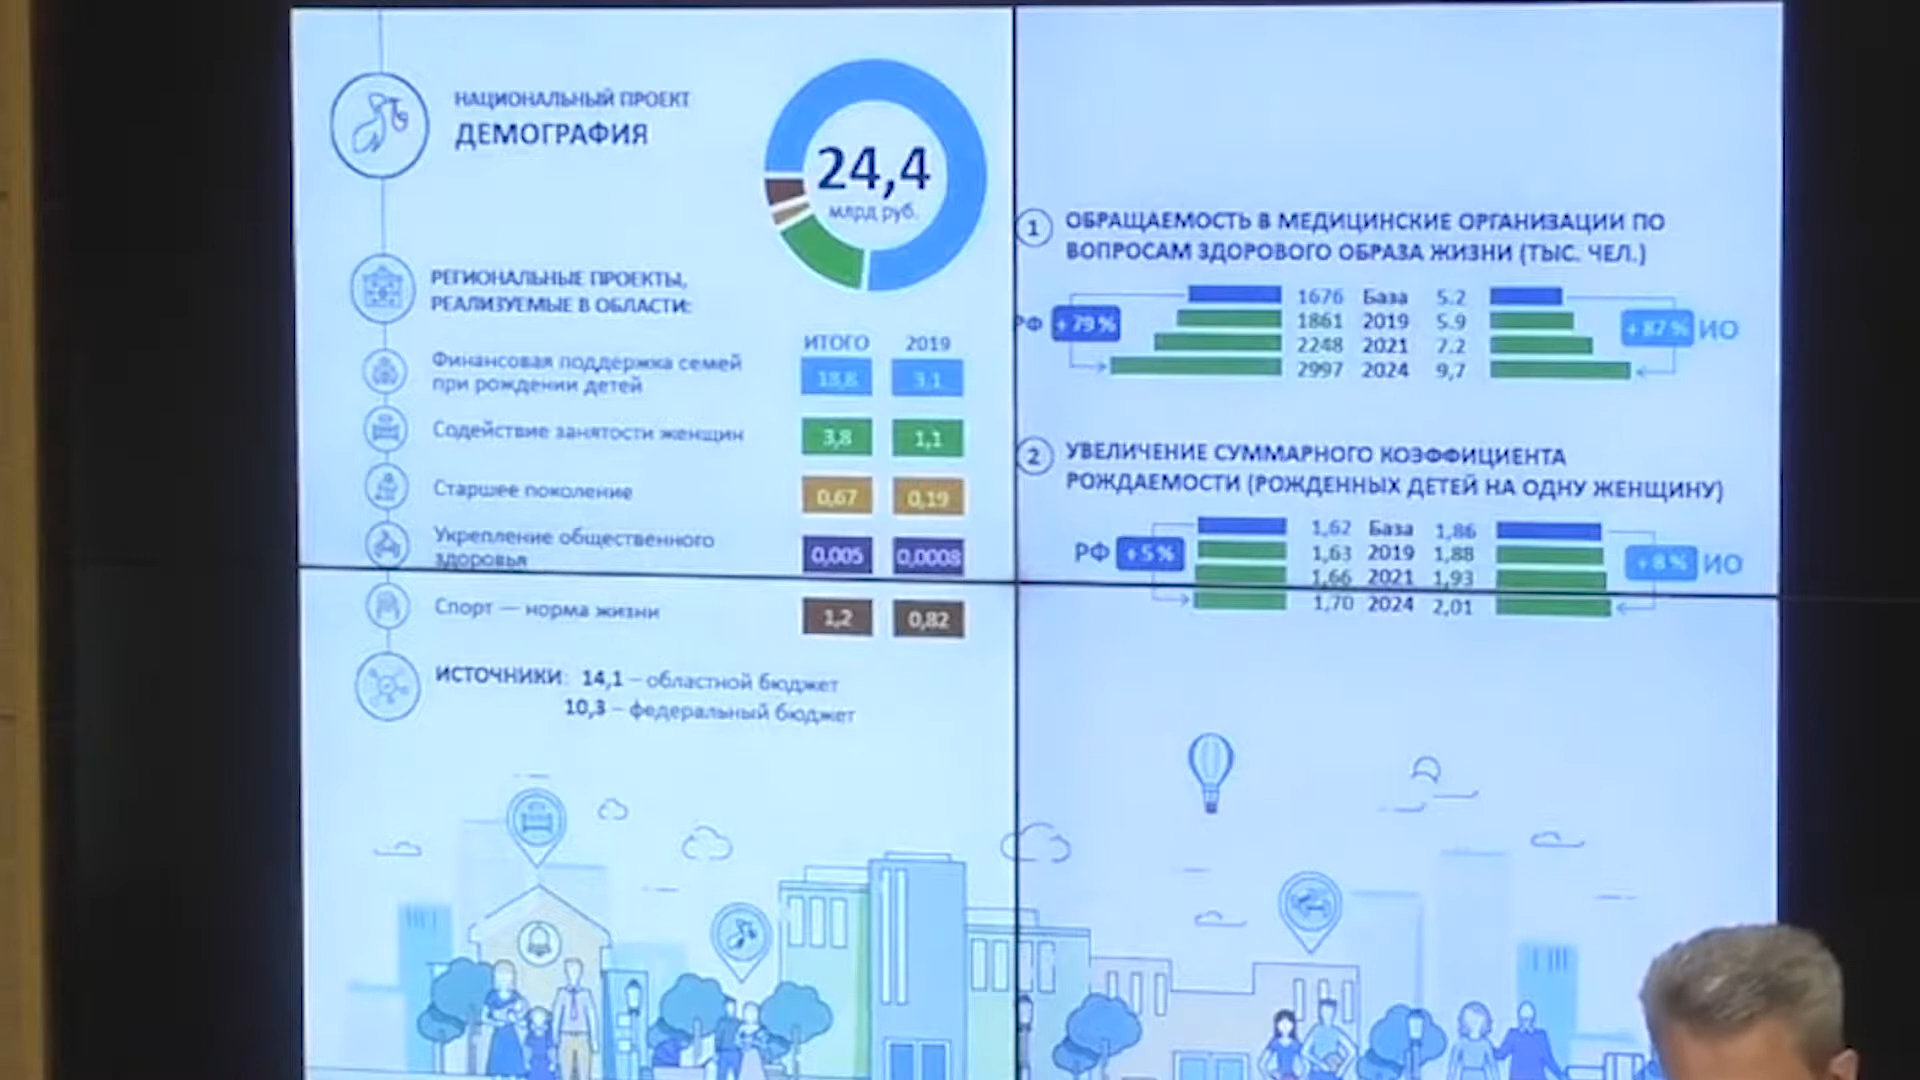 НАЦИОНАЛЬНЫЙ ПРОЕКТ
ДЕМОГРАФИЯ
24,4
млрд руб.
РЕГИОНАЛЬНЫЕ ПРОЕКТЫ,
РЕАЛИЗУЕМЫЕ В ОБЛАСТИ:
ИТОГО 2019
Финансовая поддержка семей
при рождении детей
18,8 3,1
Содействие занятости женщин 3,8 1,1
Старшее поколение 0,67 0,19
Укрепление общественного
здоровья
0,005 0,0008
Спорт — норма жизни 1,2 0,82
ИСТОЧНИКИ: 14,1 – областной бюджет
10,3 – федеральный бюджет
1 ОБРАЩАЕМОСТЬ В МЕДИЦИНСКИЕ ОРГАНИЗАЦИИ ПО
ВОПРОСАМ ЗДОРОВОГО ОБРАЗА ЖИЗНИ (ТЫС. ЧЕЛ.)
1676 База 5.2
РФ +79% 1861 2019 5.9 +87% ИО
2248 2021 7.2
2997 2024 9,7
2 УВЕЛИЧЕНИЕ СУММАРНОГО КОЭФФИЦИЕНТА
РОЖДАЕМОСТИ (РОЖДЕННЫХ ДЕТЕЙ НА ОДНУ ЖЕНЩИНУ)
1,62 База 1,86
РФ +5% 1,63 2019 1,88 +8% ИО
1,66 2021 1,93
1,70 2024 2,01